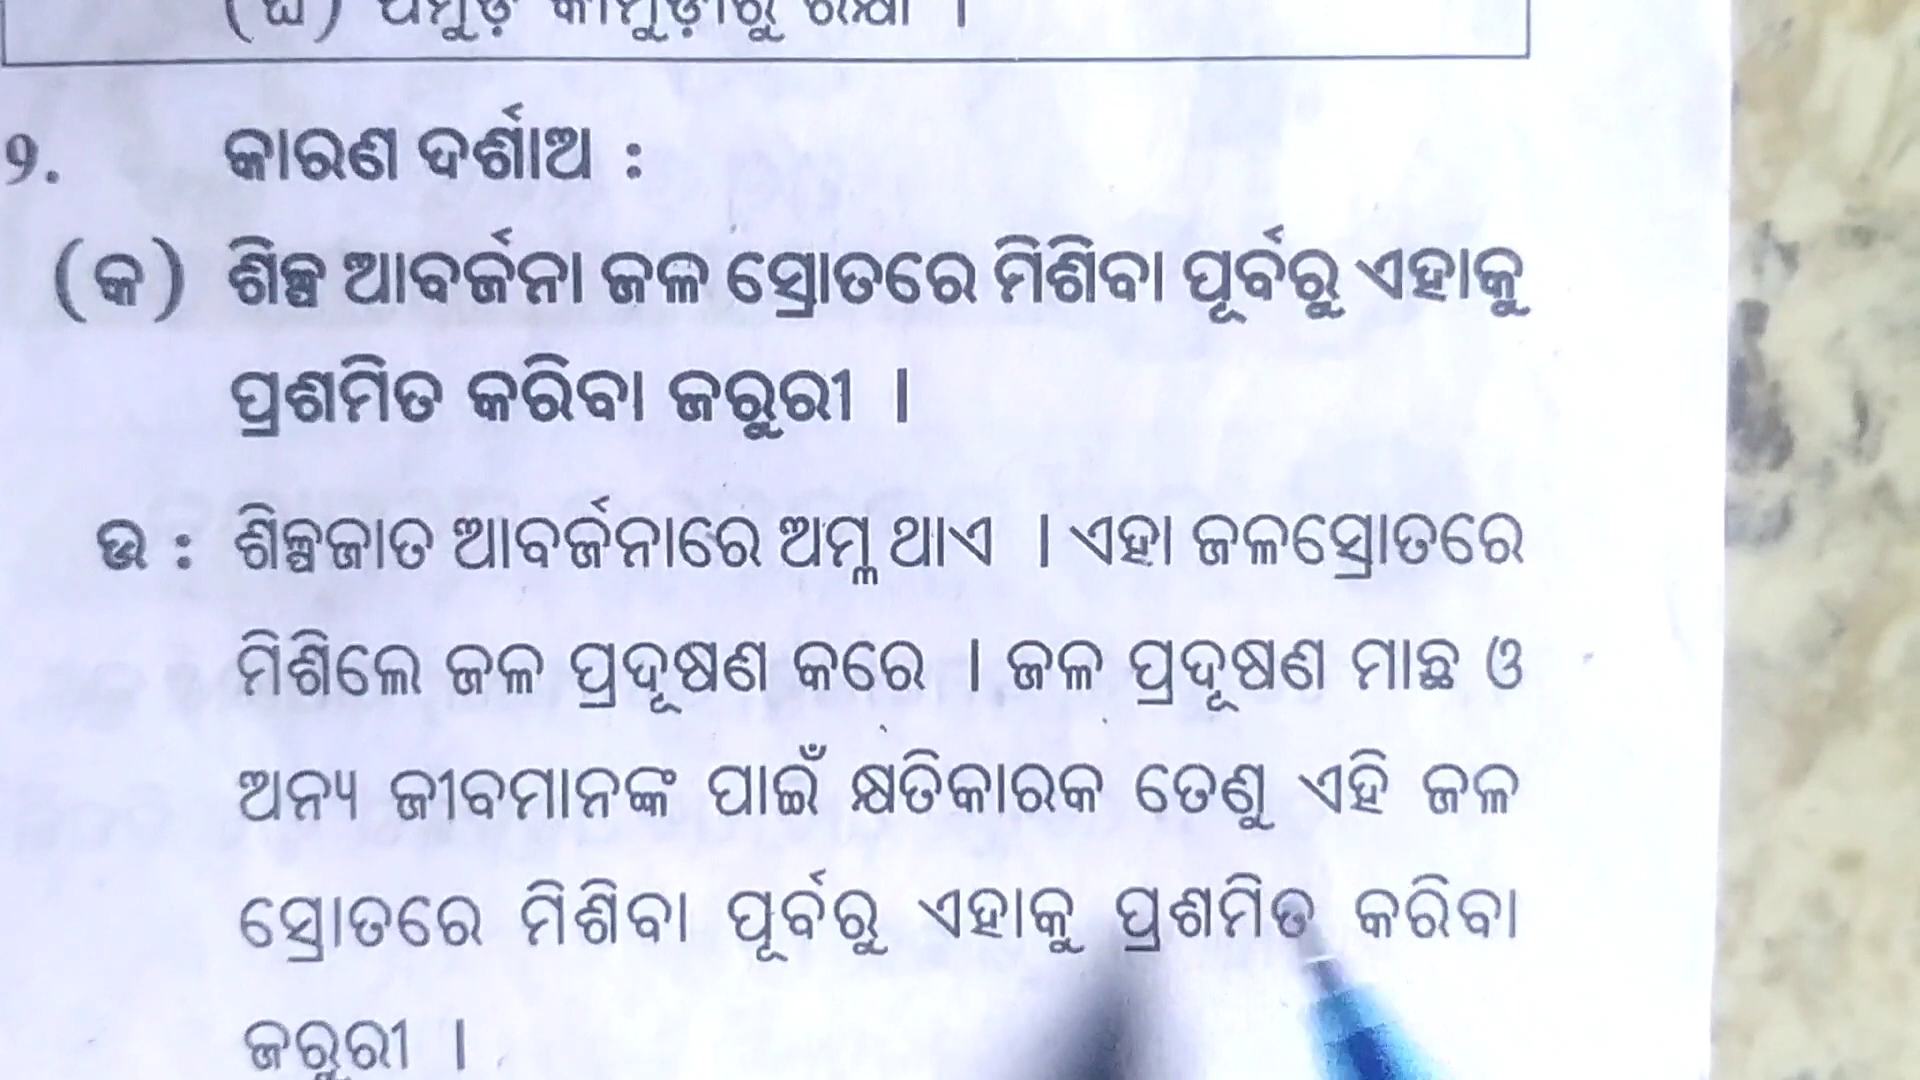 (ଘ) ପିମ୍ପୁଡ଼ି କାମୁଡ଼ାରୁ ରକ୍ଷା ।
୨. କାରଣ ଦର୍ଶାଅ :
(କ) ଶିଳ୍ପ ଆବର୍ଜନା ଜଳ ସ୍ରୋତରେ ମିଶିବା ପୂର୍ବରୁ ଏହାକୁ
ପ୍ରଶମିତ କରିବା ଜରୁରୀ ।
ଉ : ଶିଳ୍ପଜାତ ଆବର୍ଜନାରେ ଅମ୍ଳ ଥାଏ । ଏହା ଜଳସ୍ରୋତରେ
ମିଶିଲେ ଜଳ ପ୍ରଦୂଷଣ କରେ । ଜଳ ପ୍ରଦୂଷଣ ମାଛ ଓ
ଅନ୍ୟ ଜୀବମାନଙ୍କ ପାଇଁ କ୍ଷତିକାରକ ତେଣୁ ଏହି ଜଳ
ସ୍ରୋତରେ ମିଶିବା ପୂର୍ବରୁ ଏହାକୁ ପ୍ରଶମିତ କରିବା
ଜରୁରୀ ।